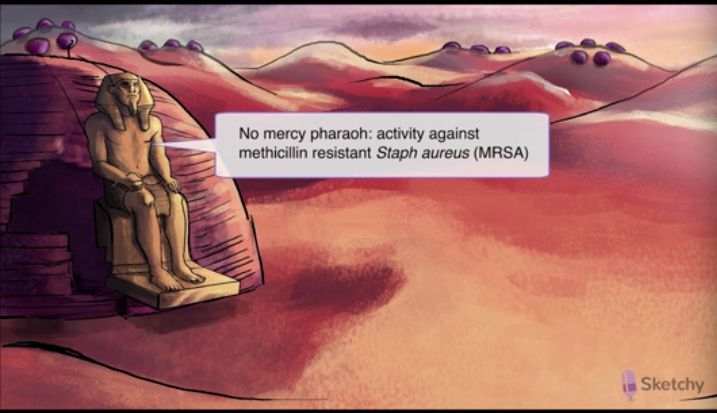 No mercy pharaoh: activity against
methicillin resistant Staph aureus (MRSA)
Sketchy